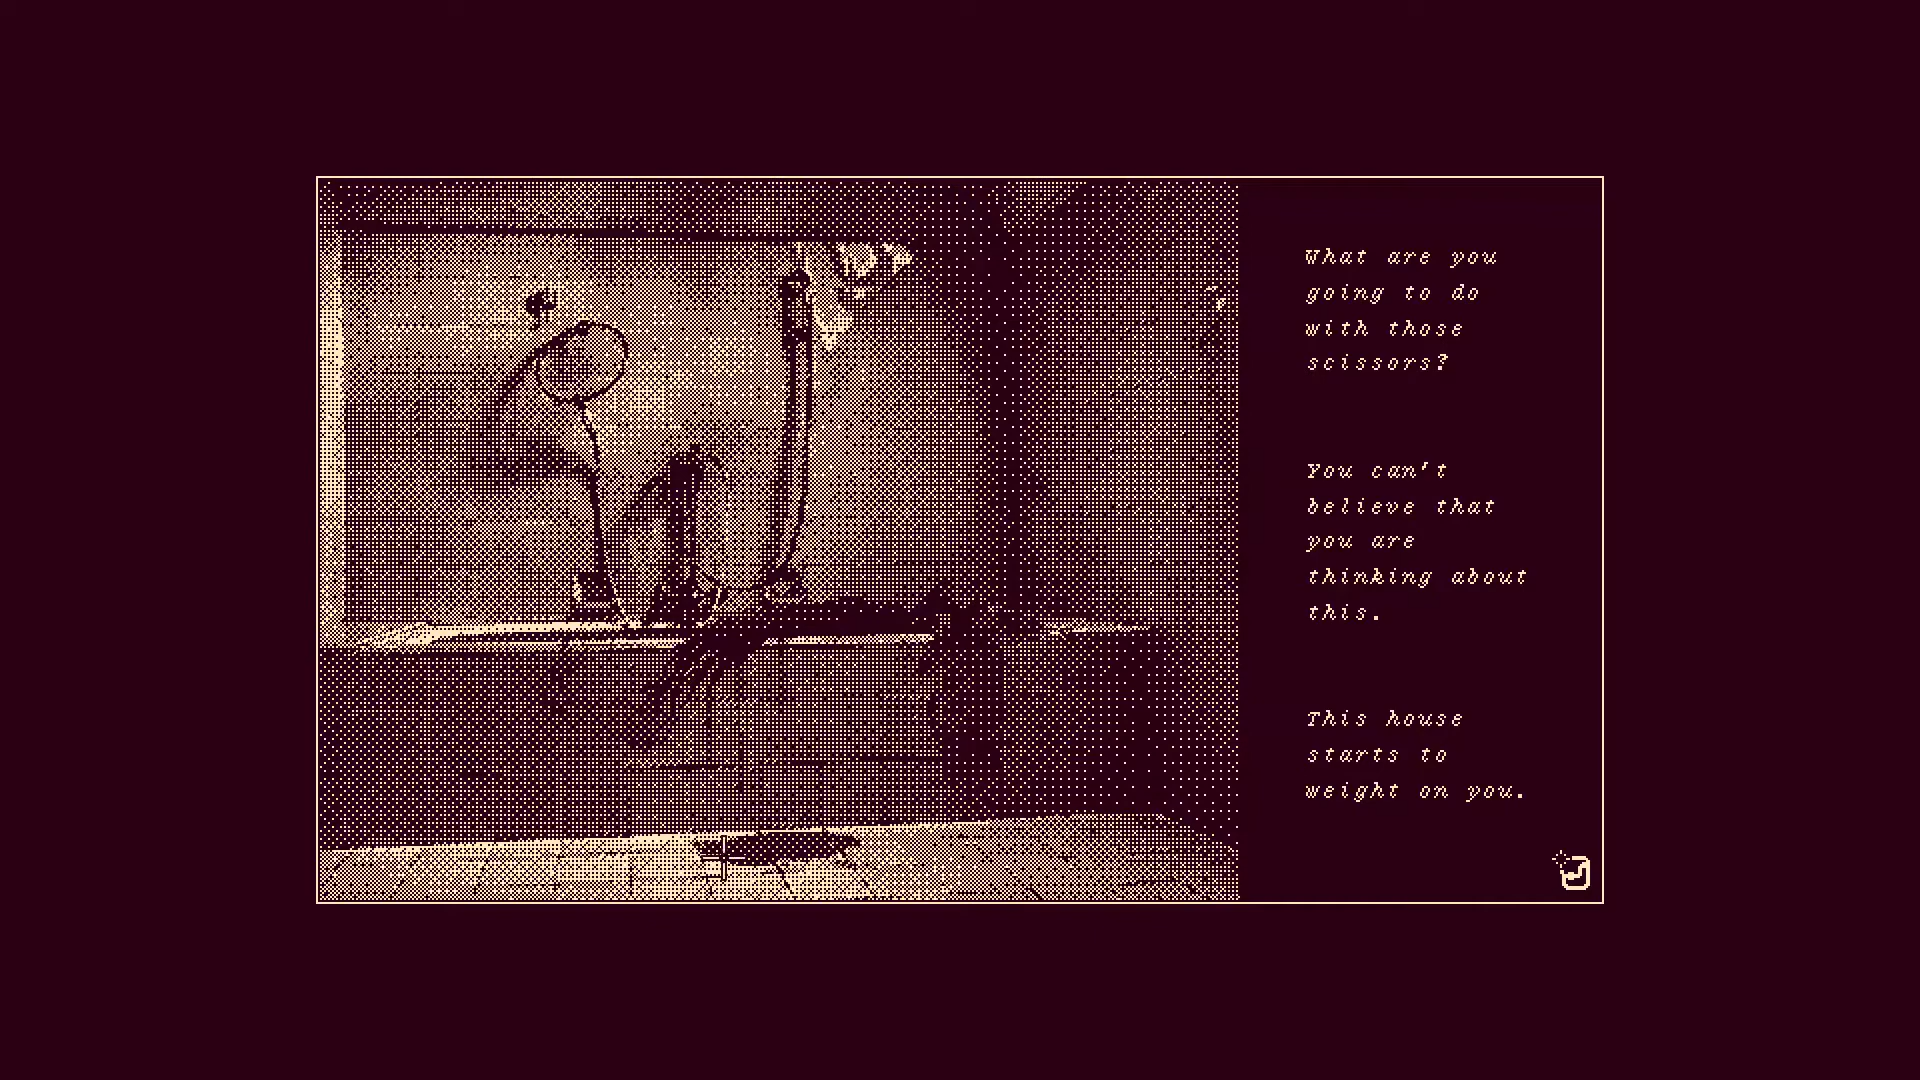 What are you
going to do
with those
scissors?
You can't
believe that
you are
thinking about
this.
This house
starts to
weight on you.